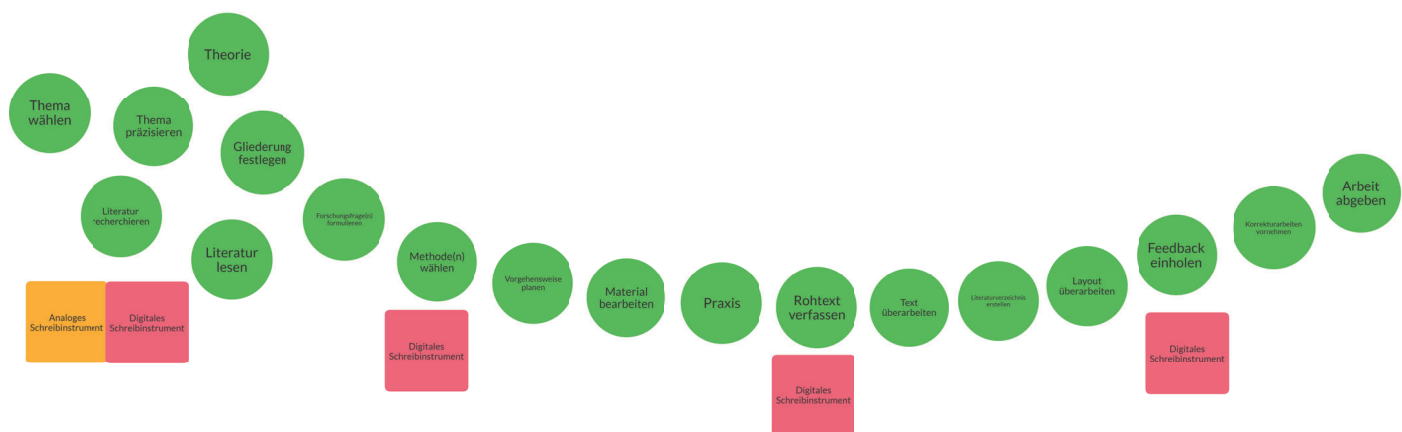 Theorie
Thema
wählen
Thema
präzisieren
Gliederung
festlegen
Literatur
recherchieren
Literatur
lesen
Forschungsfrage(n)
formulieren
Methode(n)
wählen
Vorgehensweise
planen
Material
bearbeiten
Praxis
Rohtext
verfassen
Text
überarbeiten
Literaturverzeichnis
erstellen
Layout
überarbeiten
Feedback
einholen
Korrekturarbeiten
vornehmen
Arbeit
abgeben
Analoges
Schreibinstrument
Digitales
Schreibinstrument
Digitales
Schreibinstrument
Digitales
Schreibinstrument
Digitales
Schreibinstrument